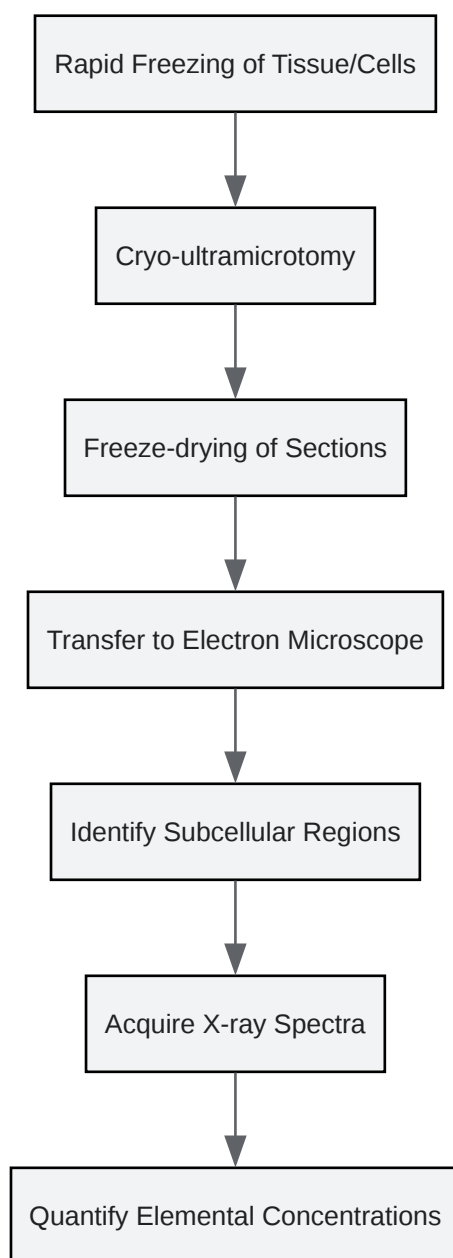 Rapid Freezing of Tissue/Cells
Cryo-ultramicrotomy
Freeze-drying of Sections
Transfer to Electron Microscope
Identify Subcellular Regions
Acquire X-ray Spectra
Quantify Elemental Concentrations